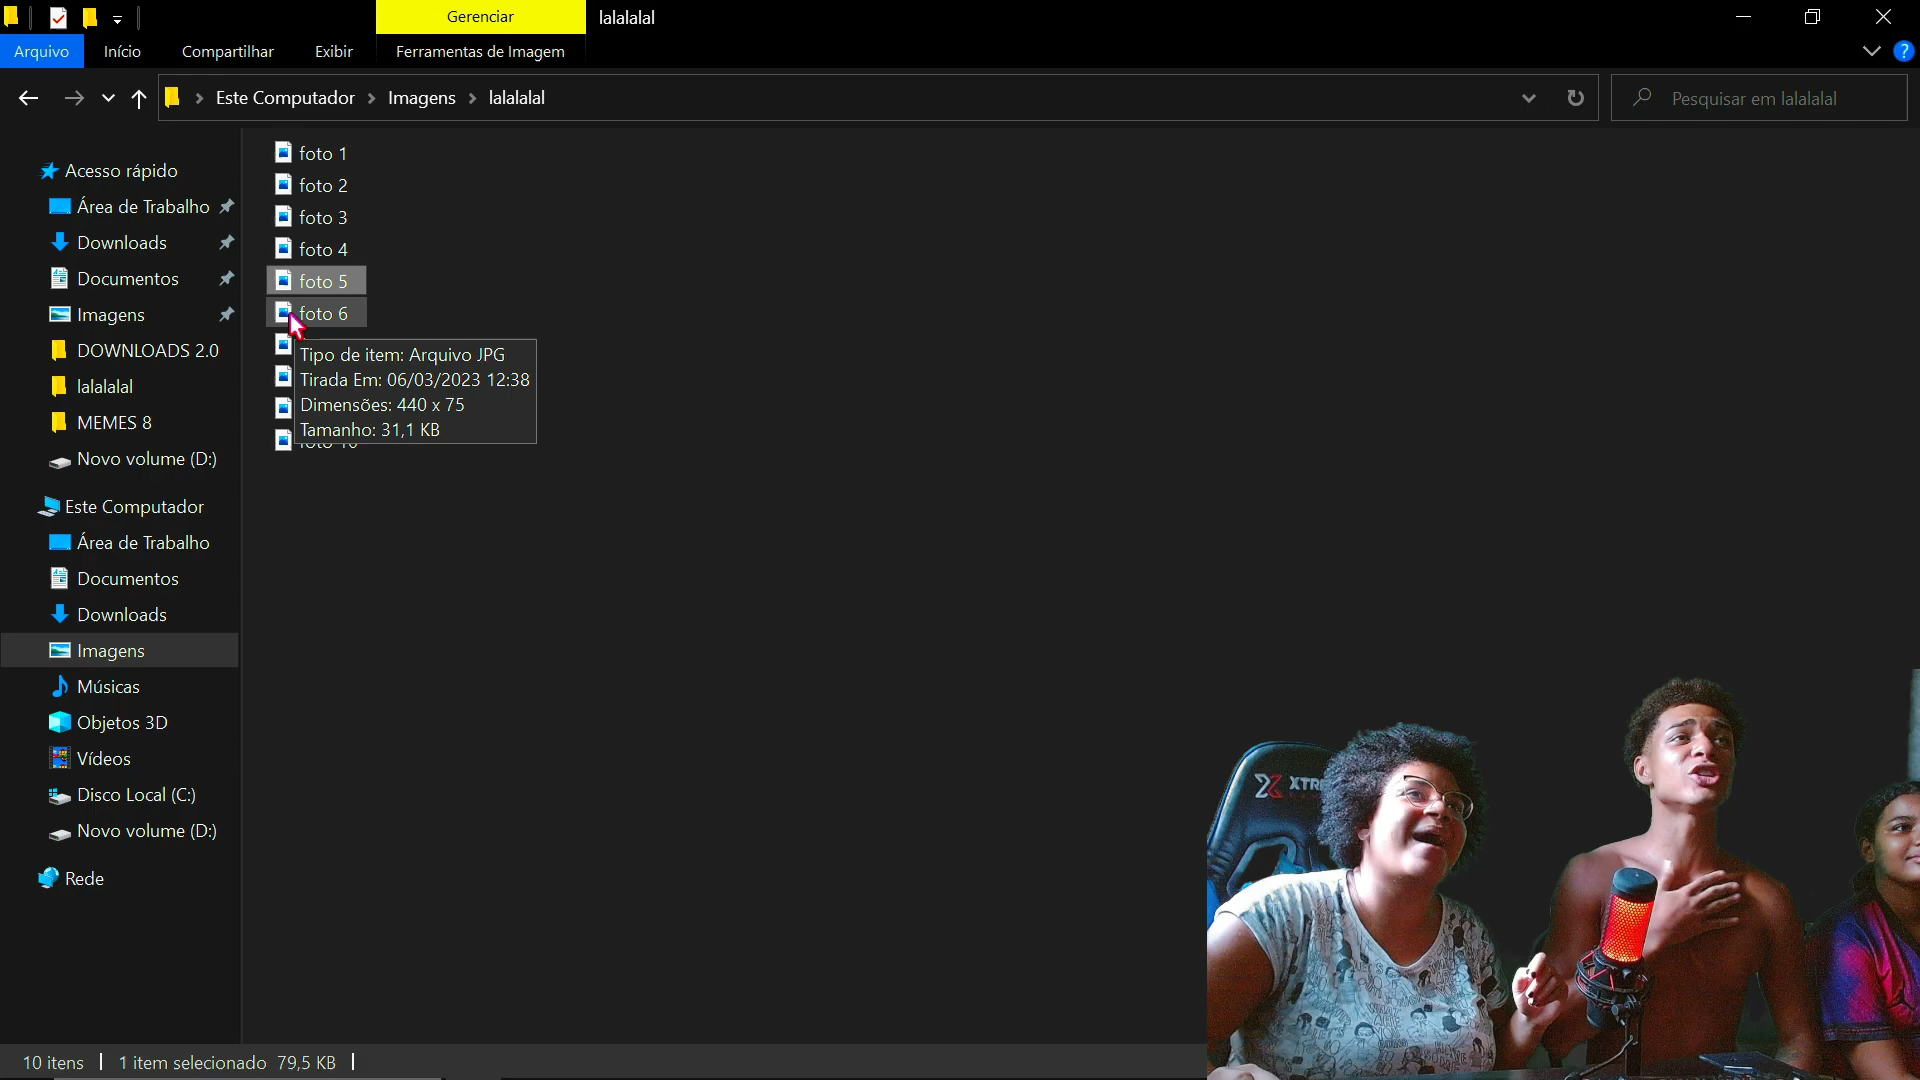 Gerenciar
lalalalal
Arquivo
Início
Compartilhar
Exibir
Ferramentas de Imagem
?
Este Computador
Imagens
lalalalal
Pesquisar em lalalalal
Acesso rápido
Área de Trabalho
Downloads
Documentos
Imagens
DOWNLOADS 2.0
lalalalal
MEMES 8
Novo volume (D:)
Este Computador
Área de Trabalho
Documentos
Downloads
Imagens
Músicas
Objetos 3D
Vídeos
Disco Local (C:)
Novo volume (D:)
Rede
foto 1
foto 2
foto 3
foto 4
foto 5
foto 6
Tipo de item: Arquivo JPG
Tirada Em: 06/03/2023 12:38
Dimensões: 440 x 75
Tamanho: 31,1 KB
10 itens
1 item selecionado 79,5 KB